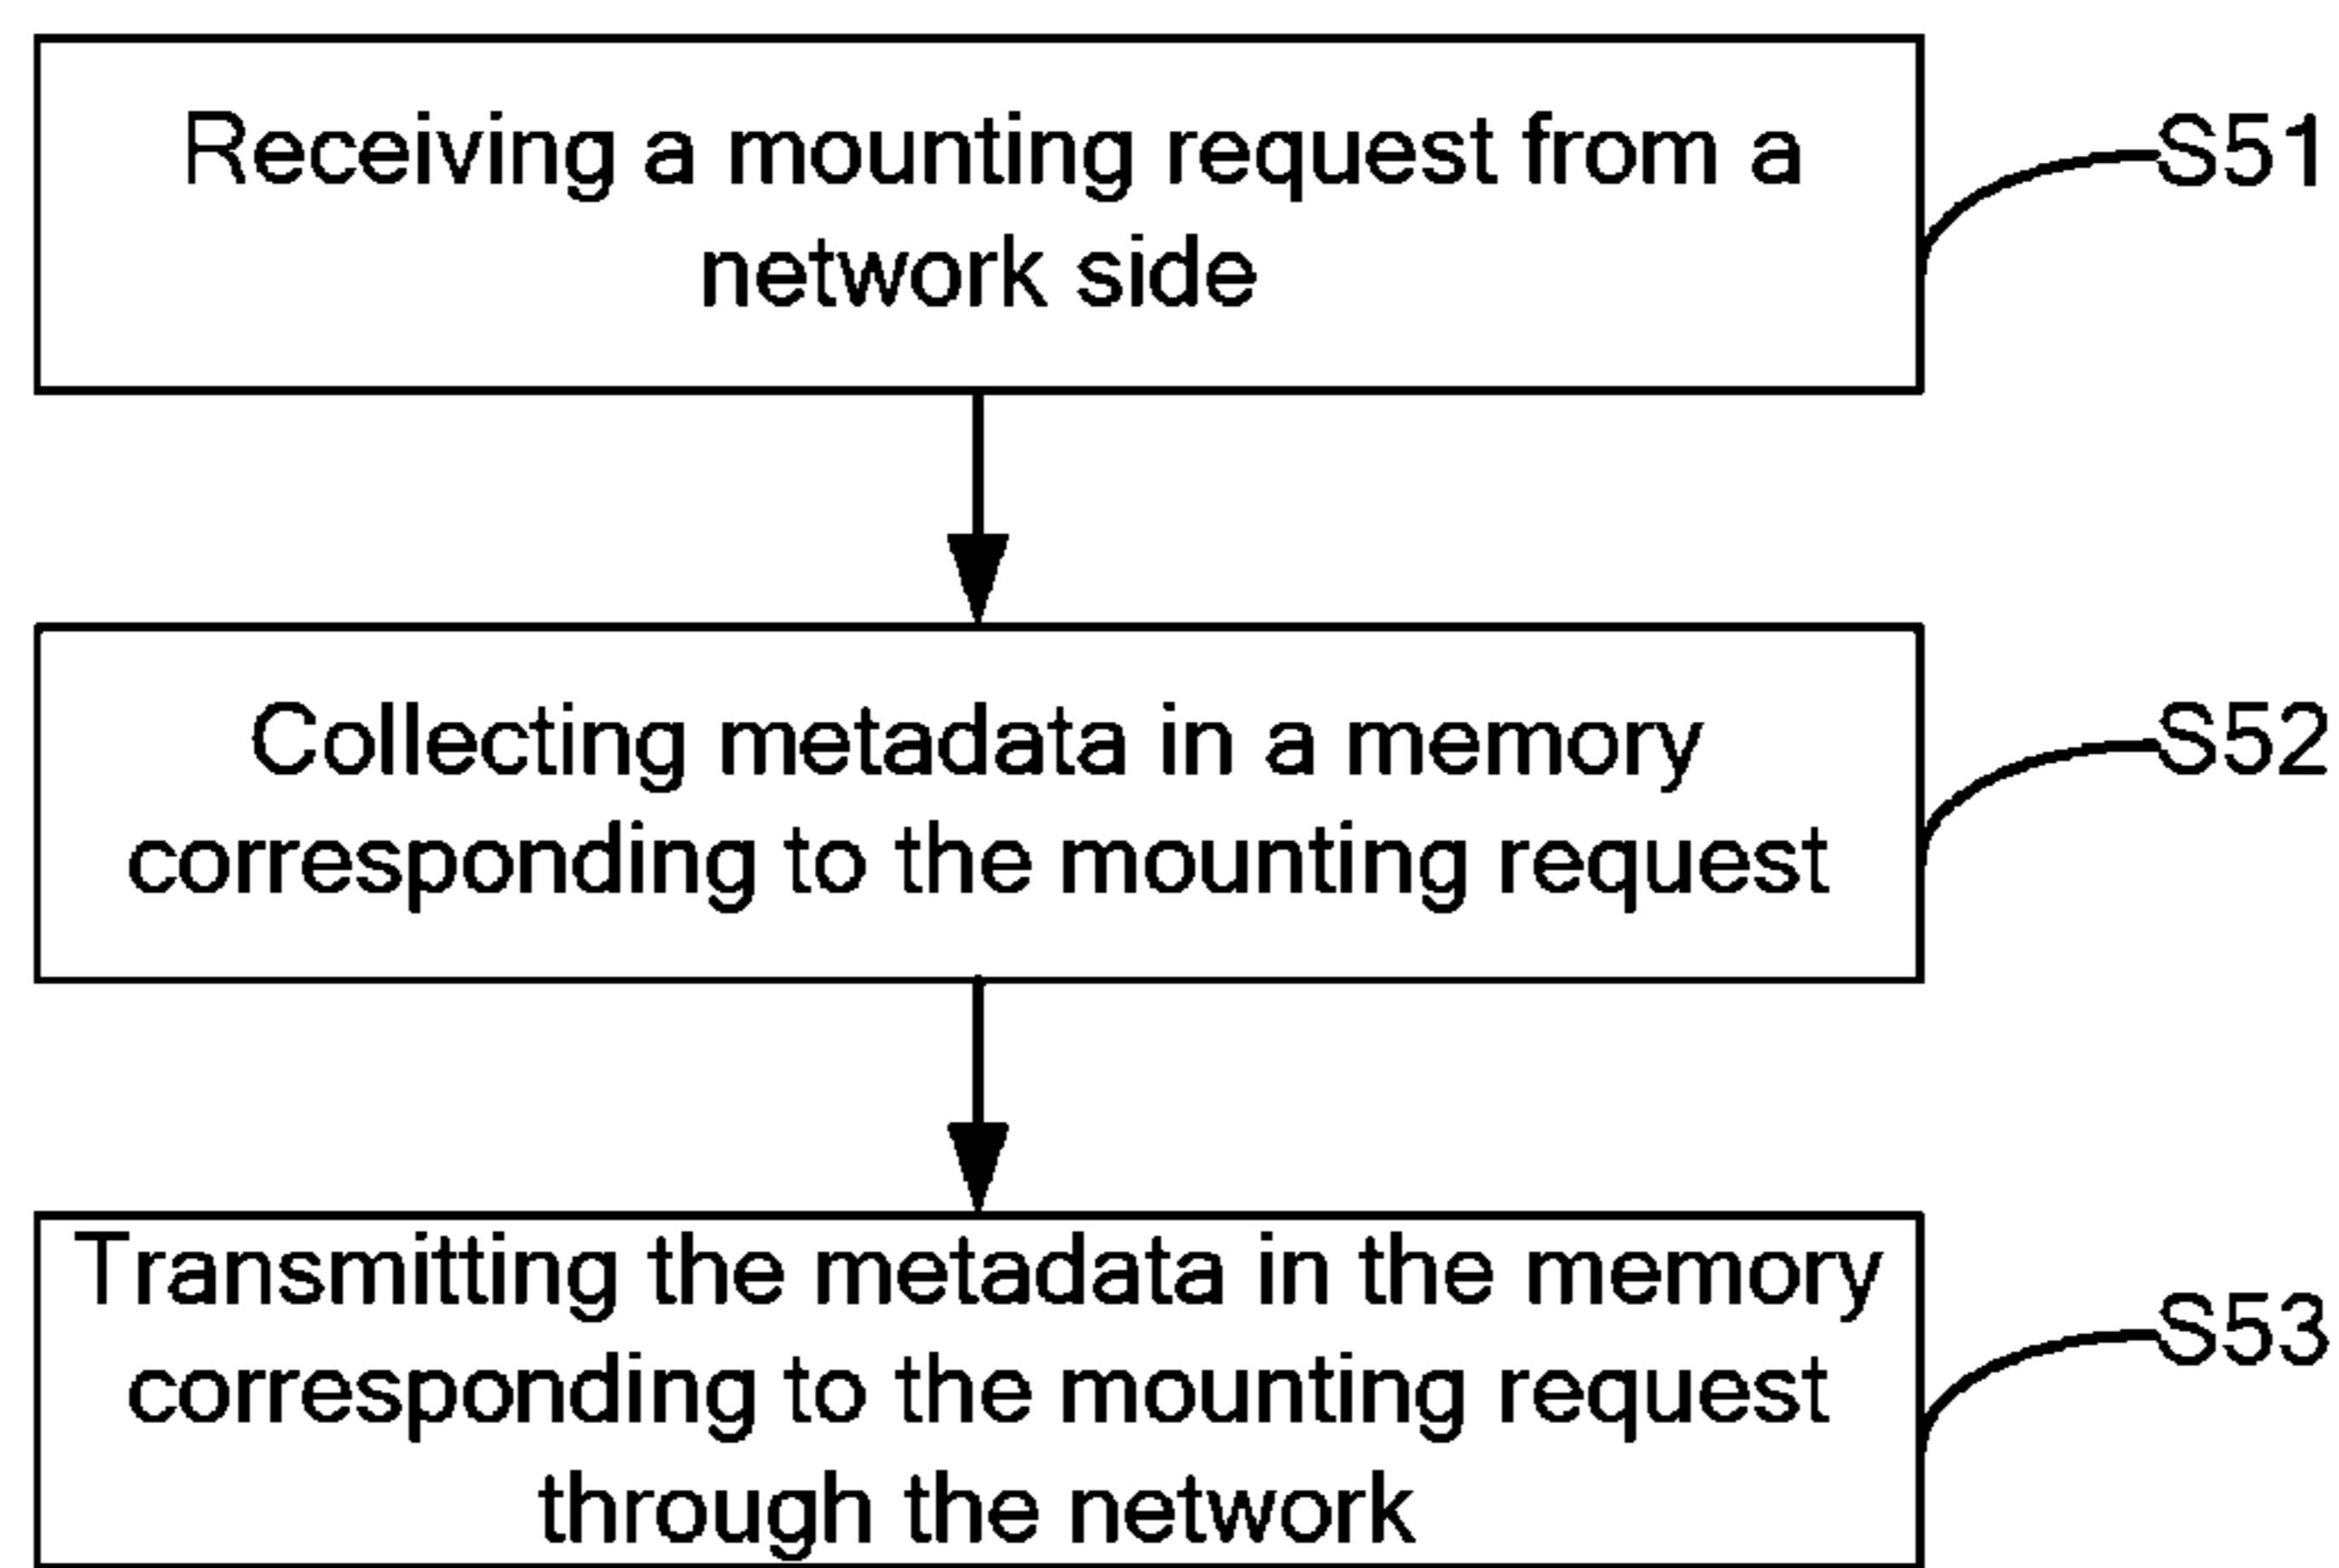 Receiving a mounting request from a
network side
S51
Collecting metadata in a memory
corresponding to the mounting request
S52
Transmitting the metadata in the memory
corresponding to the mounting request
through the network
S53